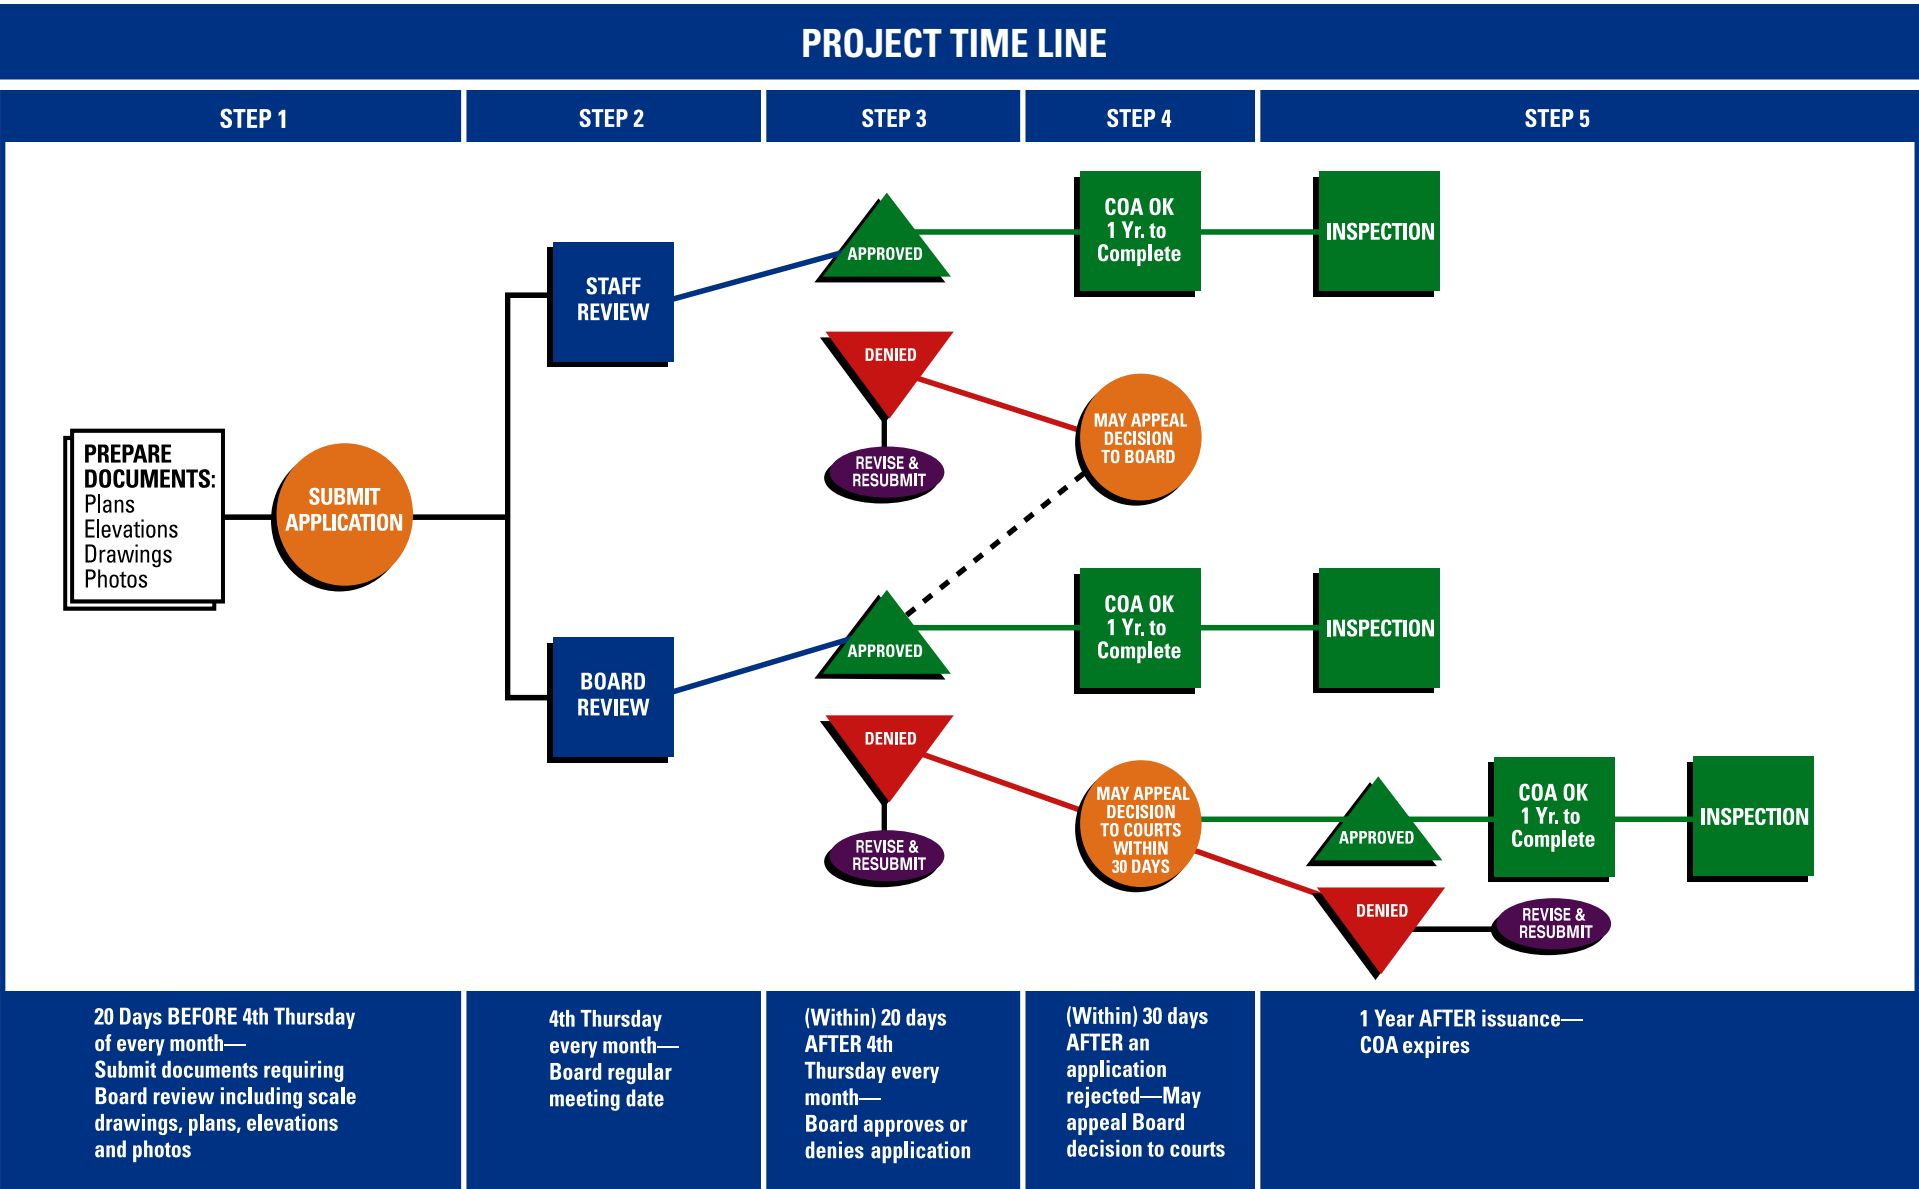 PROJECT TIME LINE
STEP 1
STEP 2
STEP 3
STEP 4
STEP 5
PREPARE
DOCUMENTS:
Plans
Elevations
Drawings
Photos
SUBMIT
APPLICATION
STAFF
REVIEW
BOARD
REVIEW
APPROVED
COA OK
1 Yr. to
Complete
INSPECTION
DENIED
REVISE &
RESUBMIT
MAY APPEAL
DECISION
TO BOARD
APPROVED
COA OK
1 Yr. to
Complete
INSPECTION
DENIED
REVISE &
RESUBMIT
MAY APPEAL
DECISION
TO COURTS
WITHIN
30 DAYS
APPROVED
COA OK
1 Yr. to
Complete
INSPECTION
DENIED
REVISE &
RESUBMIT
20 Days BEFORE 4th Thursday
of every month—
Submit documents requiring
Board review including scale
drawings, plans, elevations
and photos
4th Thursday
every month—
Board regular
meeting date
(Within) 20 days
AFTER 4th
Thursday every
month—
Board approves or
denies application
(Within) 30 days
AFTER an
application
rejected—May
appeal Board
decision to courts
1 Year AFTER issuance—
COA expires